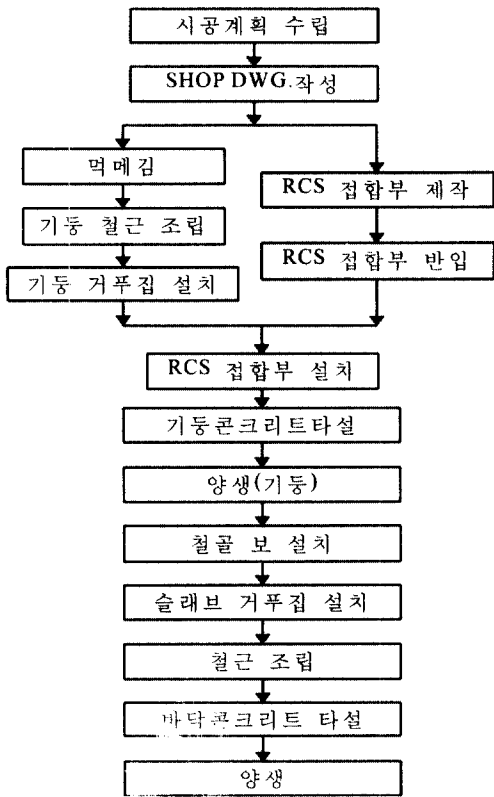 시공계획 수립
SHOP DWG.작성
먹메김
기둥 철근 조립
기둥 거푸집 설치
RCS 접합부 제작
RCS 접합부 반입
RCS 접합부 설치
기둥콘크리트타설
양생(기둥)
철골 보 설치
슬래브 거푸집 설치
철근 조립
바닥콘크리트 타설
양생